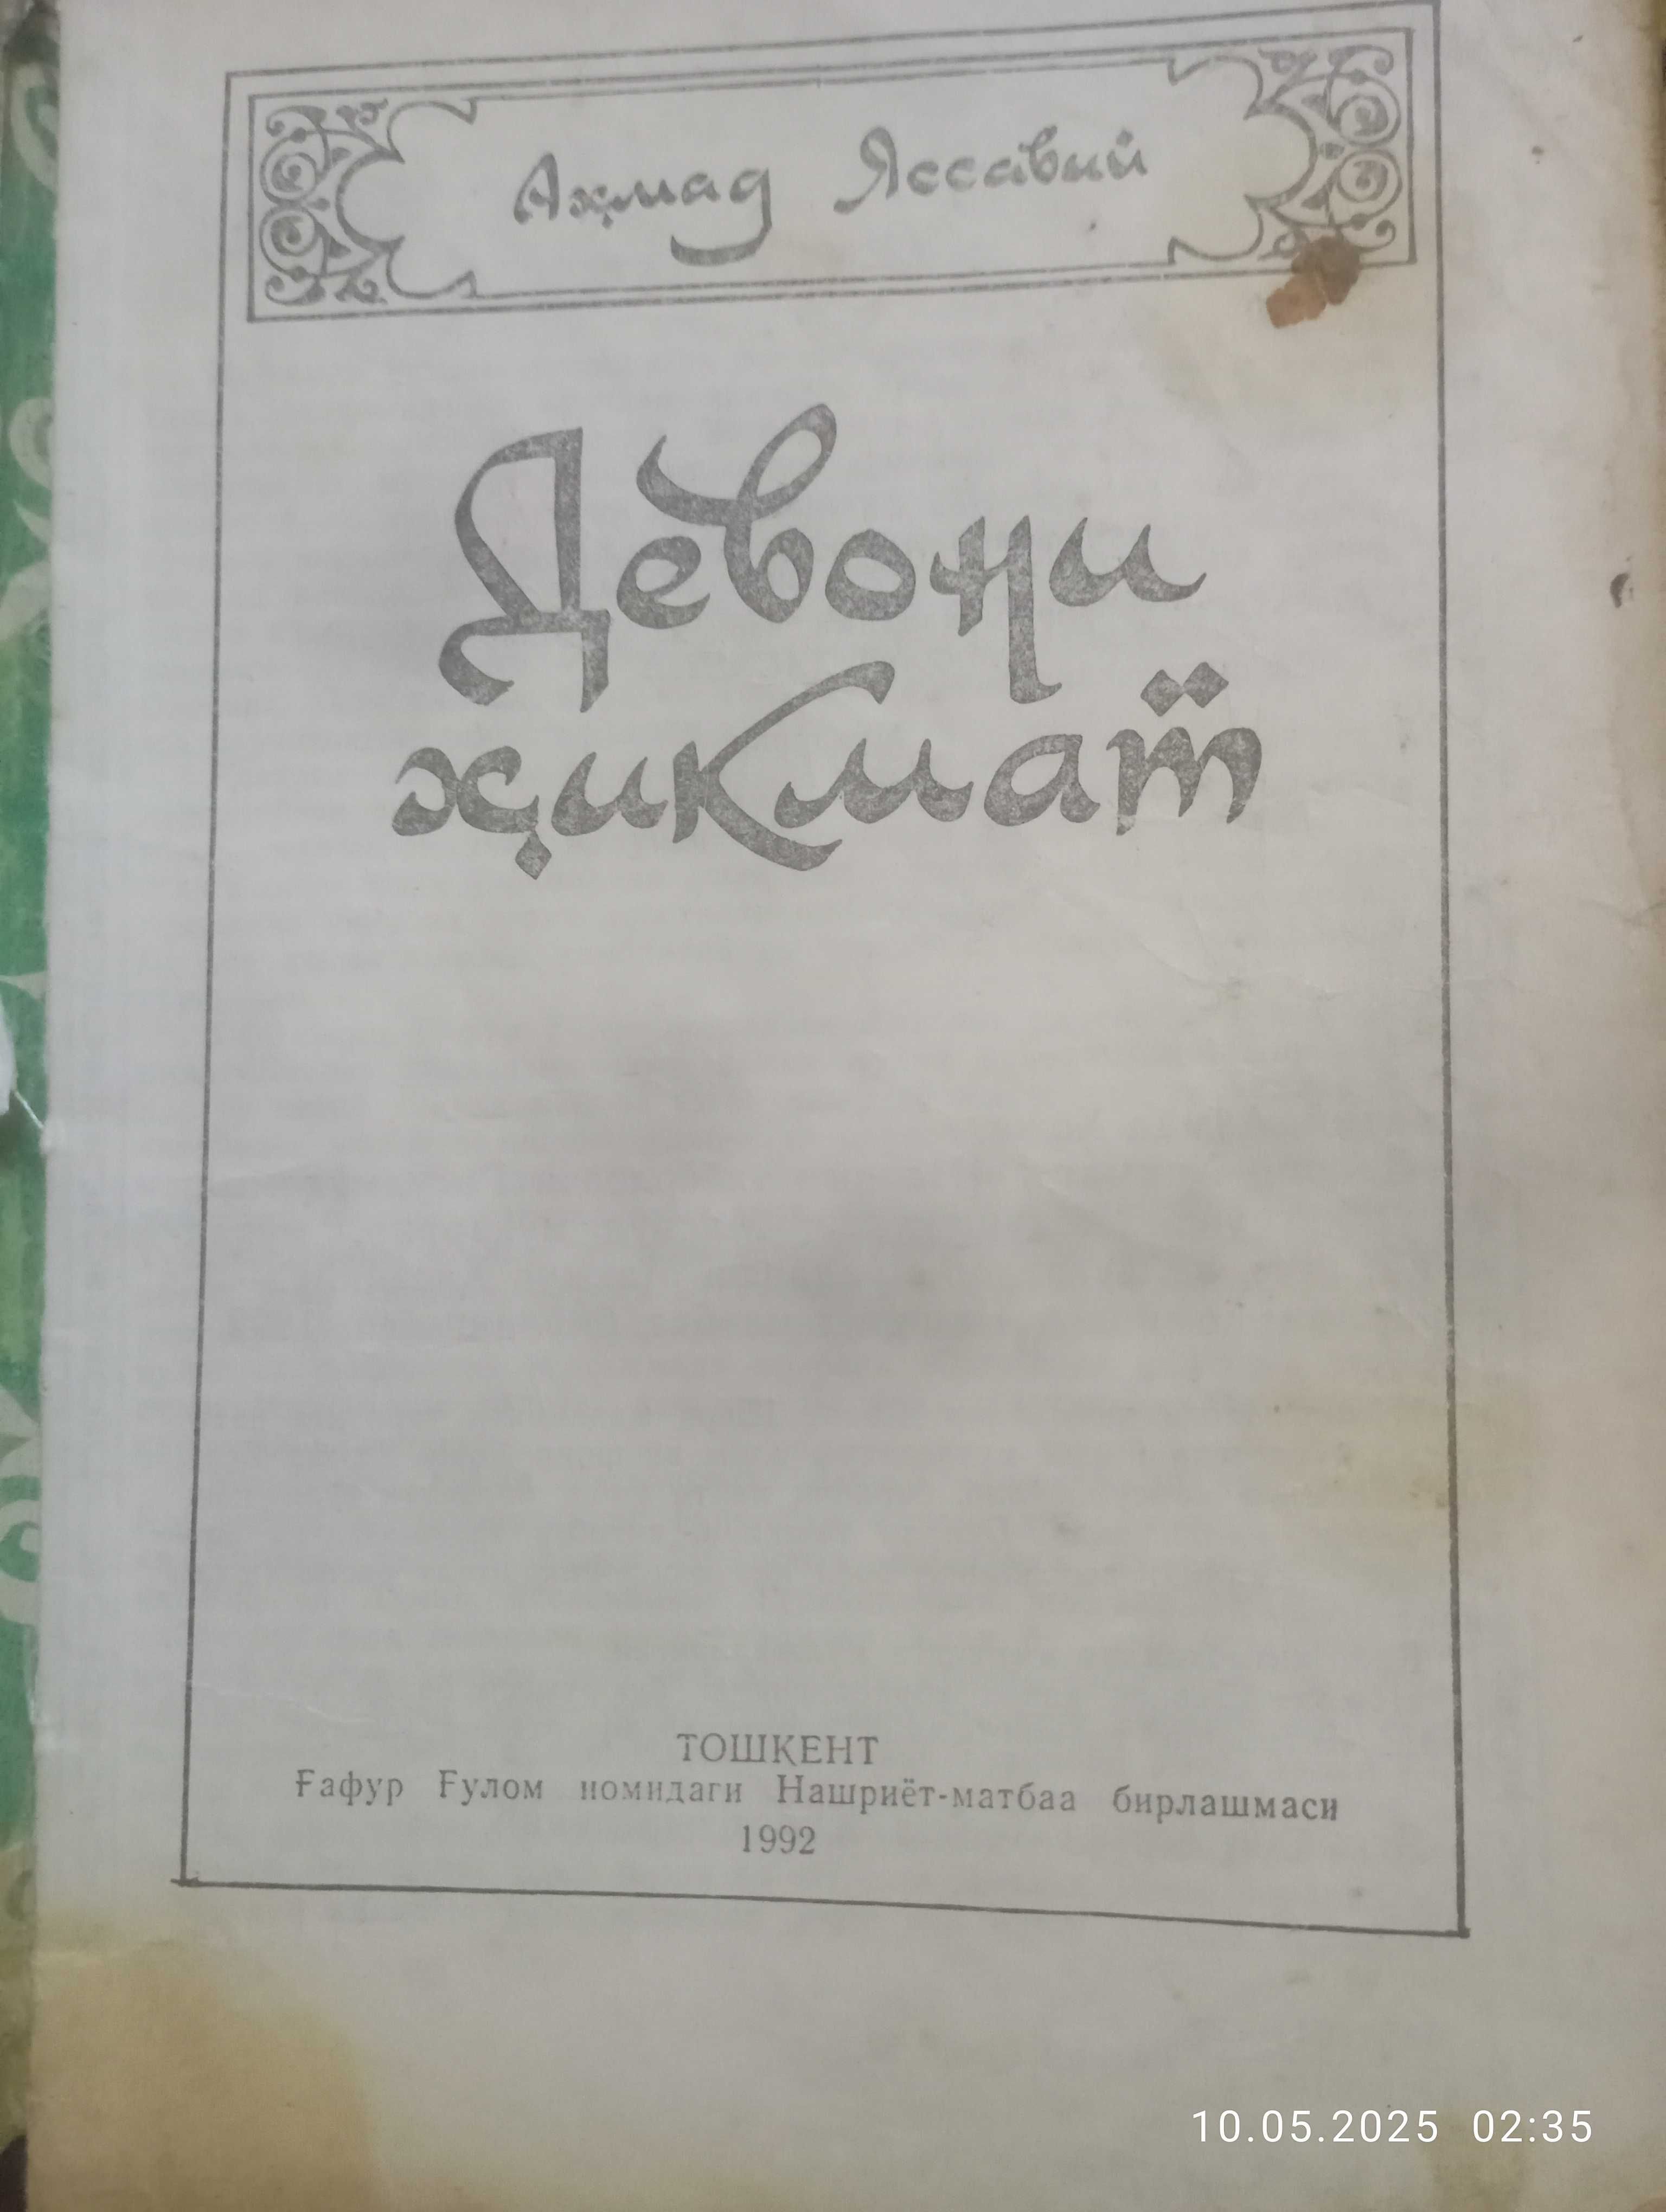 Аҳмад Яссавий
Девони
ҳикмат
ТОШКЕНТ
Ғафур Ғулом номидаги Нашриёт-матбаа бирлашмаси
1992
10.05.2025 02:35